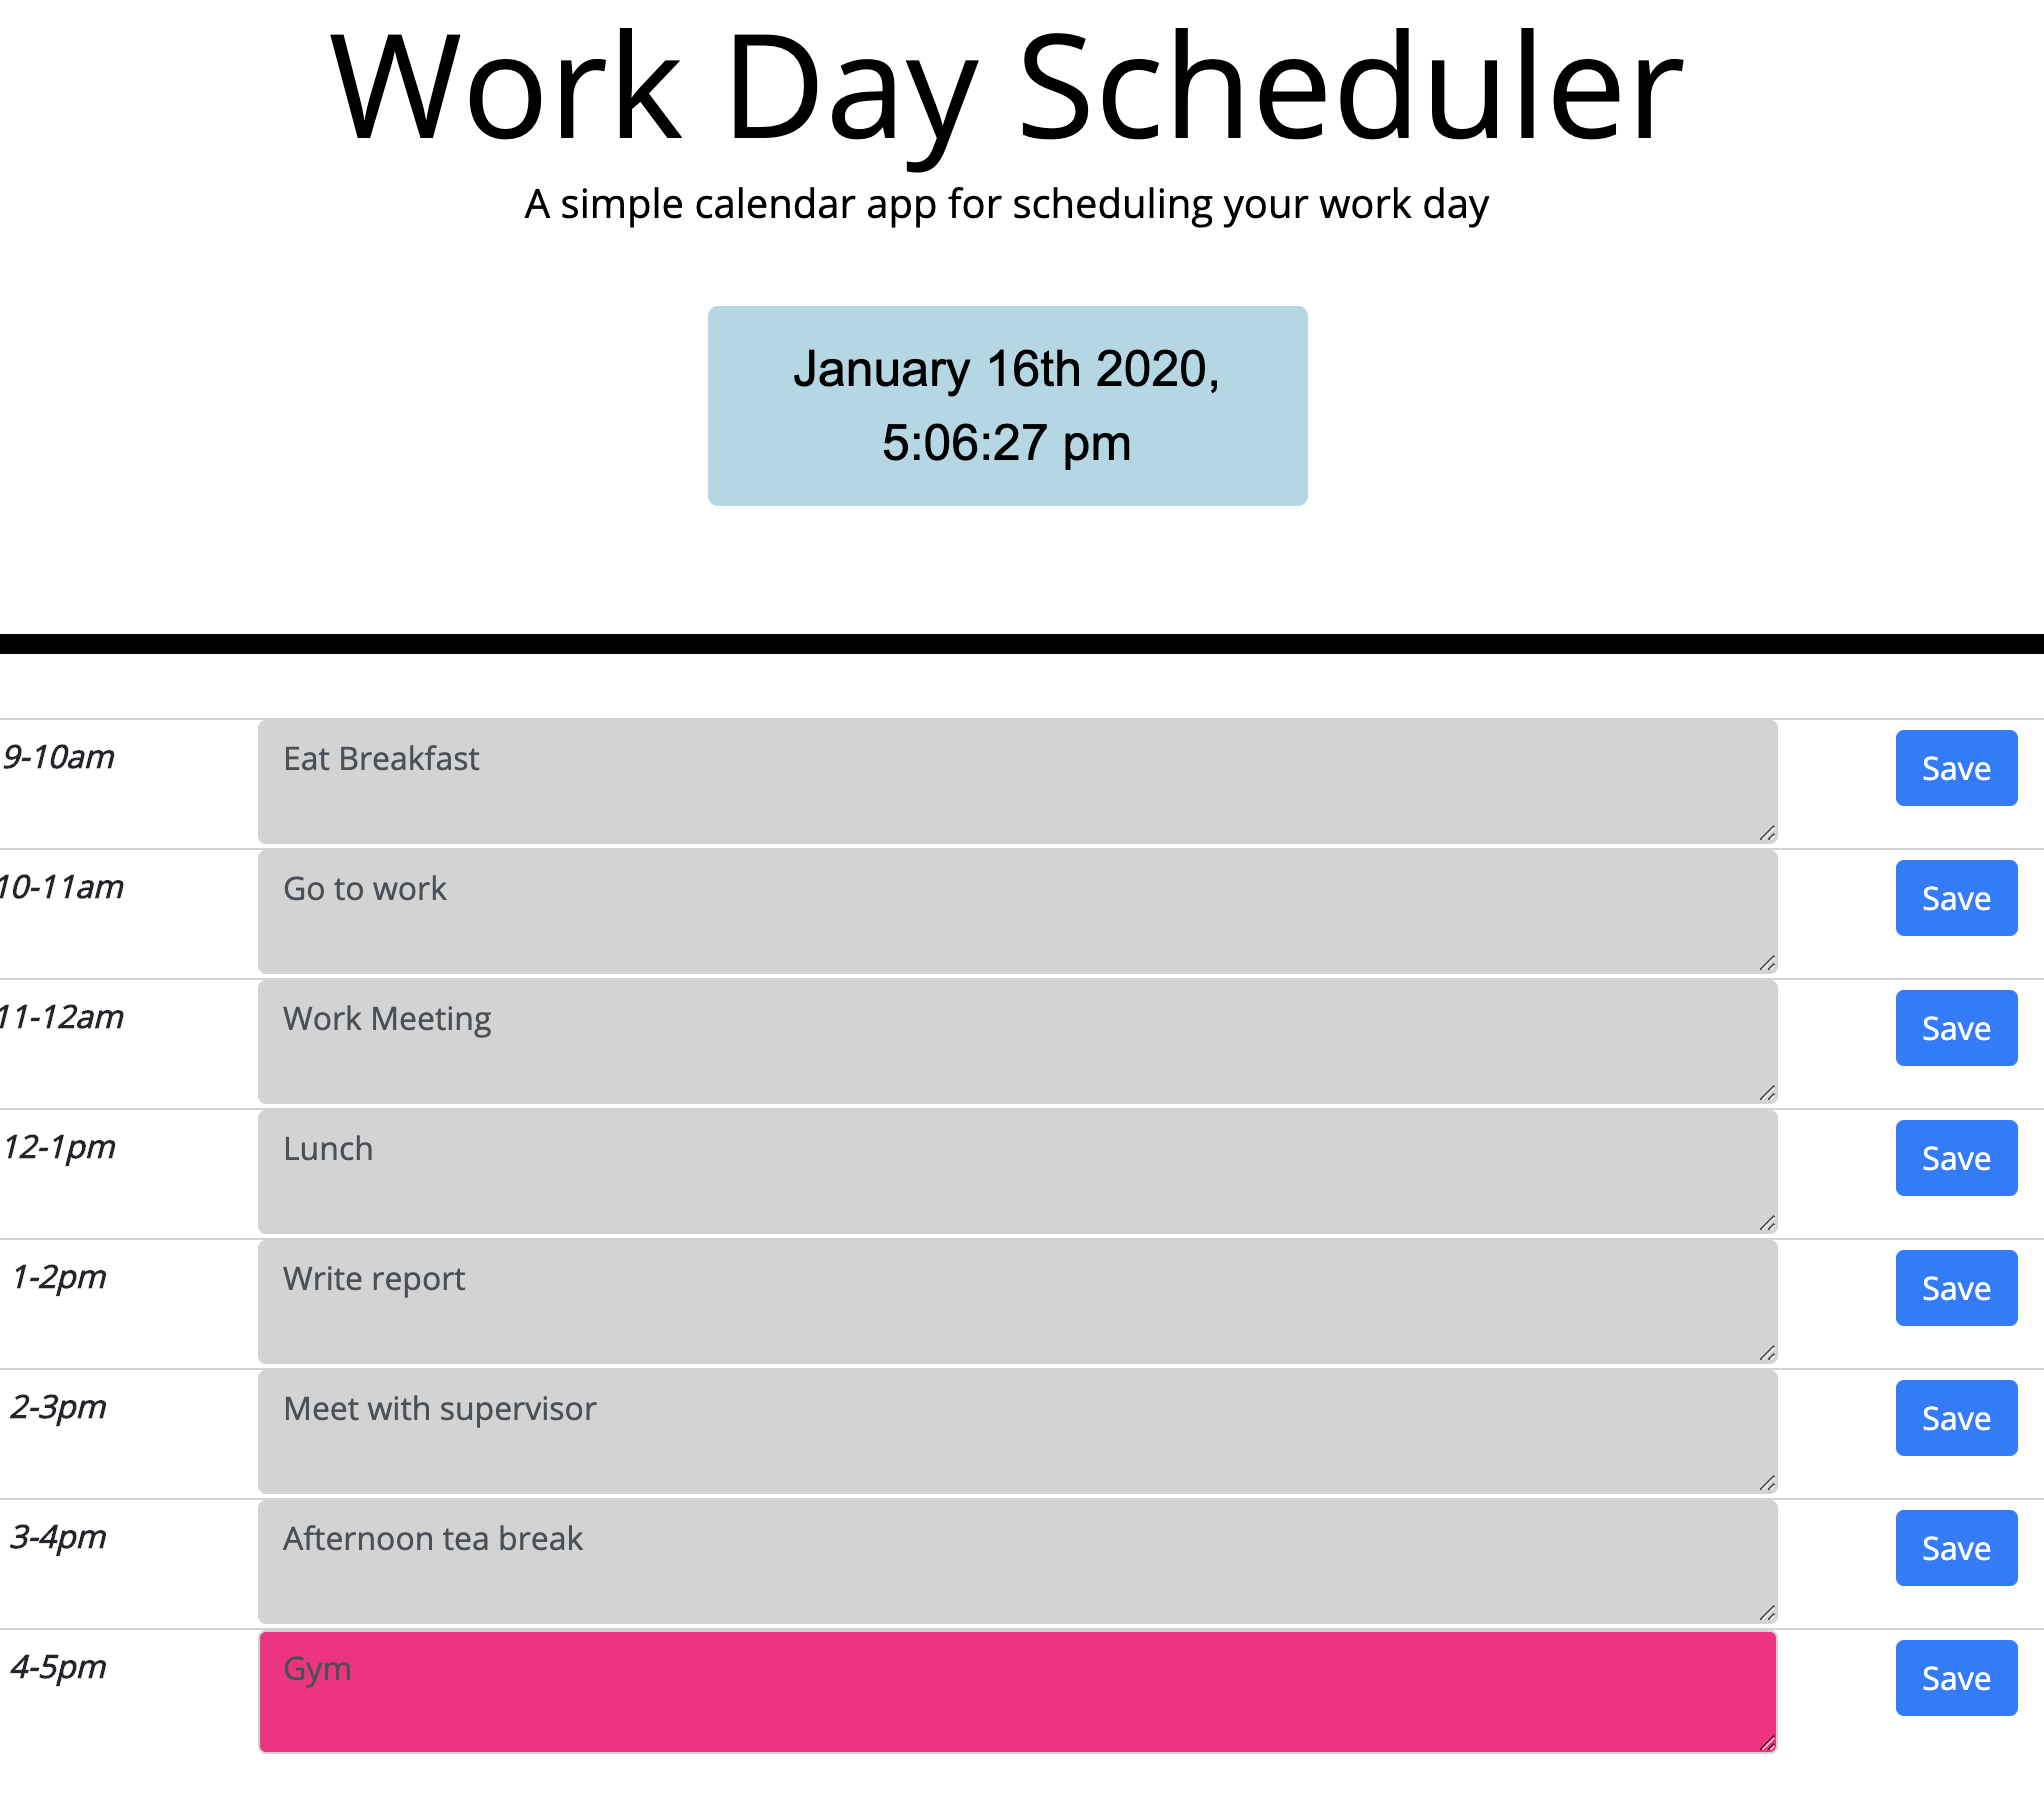 Work Day Scheduler
A simple calendar app for scheduling your work day
January 16th 2020,
5:06:27 pm
9-10am Eat Breakfast Save
10-11am Go to work Save
11-12am Work Meeting Save
12-1pm Lunch Save
1-2pm Write report Save
2-3pm Meet with supervisor Save
3-4pm Afternoon tea break Save
4-5pm Gym Save